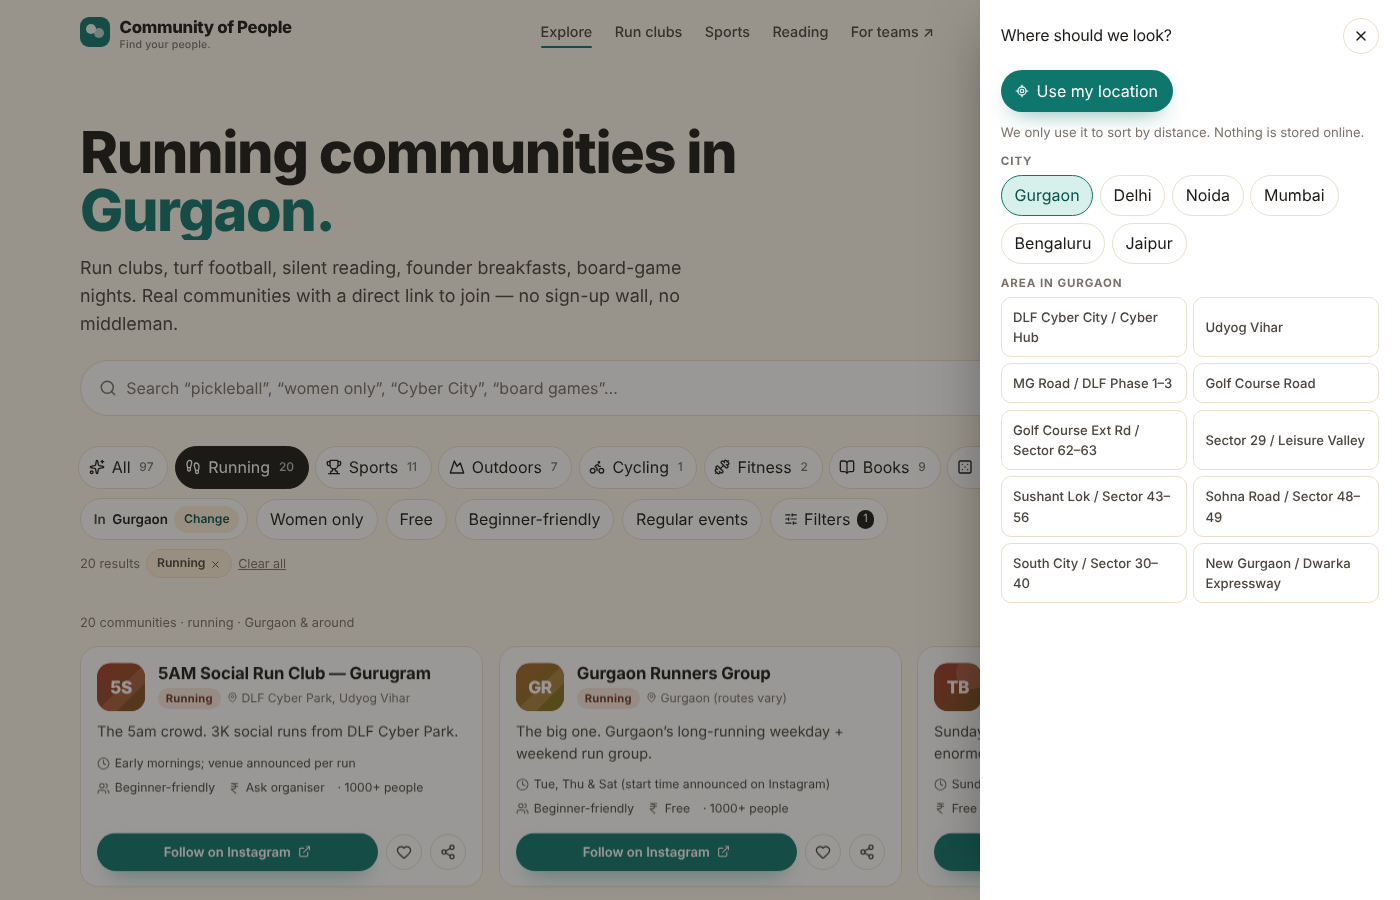 Community of People
Find your people.
Explore Run clubs Sports Reading For teams ↗
Running communities in
Gurgaon.
Run clubs, turf football, silent reading, founder breakfasts, board-game
nights. Real communities with a direct link to join — no sign-up wall, no
middleman.
Search “pickleball”, “women only”, “Cyber City”, “board games”…
All 97 Running 20 Sports 11 Outdoors 7 Cycling 1 Fitness 2 Books 9
In Gurgaon Change Women only Free Beginner-friendly Regular events Filters 1
20 results Running × Clear all
20 communities · running · Gurgaon & around
5S
5AM Social Run Club — Gurugram
Running DLF Cyber Park, Udyog Vihar
The 5am crowd. 3K social runs from DLF Cyber Park.
Early mornings; venue announced per run
Beginner-friendly ₹ Ask organiser · 1000+ people
Follow on Instagram
GR
Gurgaon Runners Group
Running Gurgaon (routes vary)
The big one. Gurgaon’s long-running weekday +
weekend run group.
Tue, Thu & Sat (start time announced on Instagram)
Beginner-friendly ₹ Free · 1000+ people
Follow on Instagram
TB
Sunday
enorm
Sund
₹ Free
Where should we look?
Use my location
We only use it to sort by distance. Nothing is stored online.
CITY
Gurgaon Delhi Noida Mumbai
Bengaluru Jaipur
AREA IN GURGAON
DLF Cyber City / Cyber
Hub
Udyog Vihar
MG Road / DLF Phase 1–3
Golf Course Road
Golf Course Ext Rd /
Sector 62–63
Sector 29 / Leisure Valley
Sushant Lok / Sector 43–
56
Sohna Road / Sector 48–
49
South City / Sector 30–
40
New Gurgaon / Dwarka
Expressway